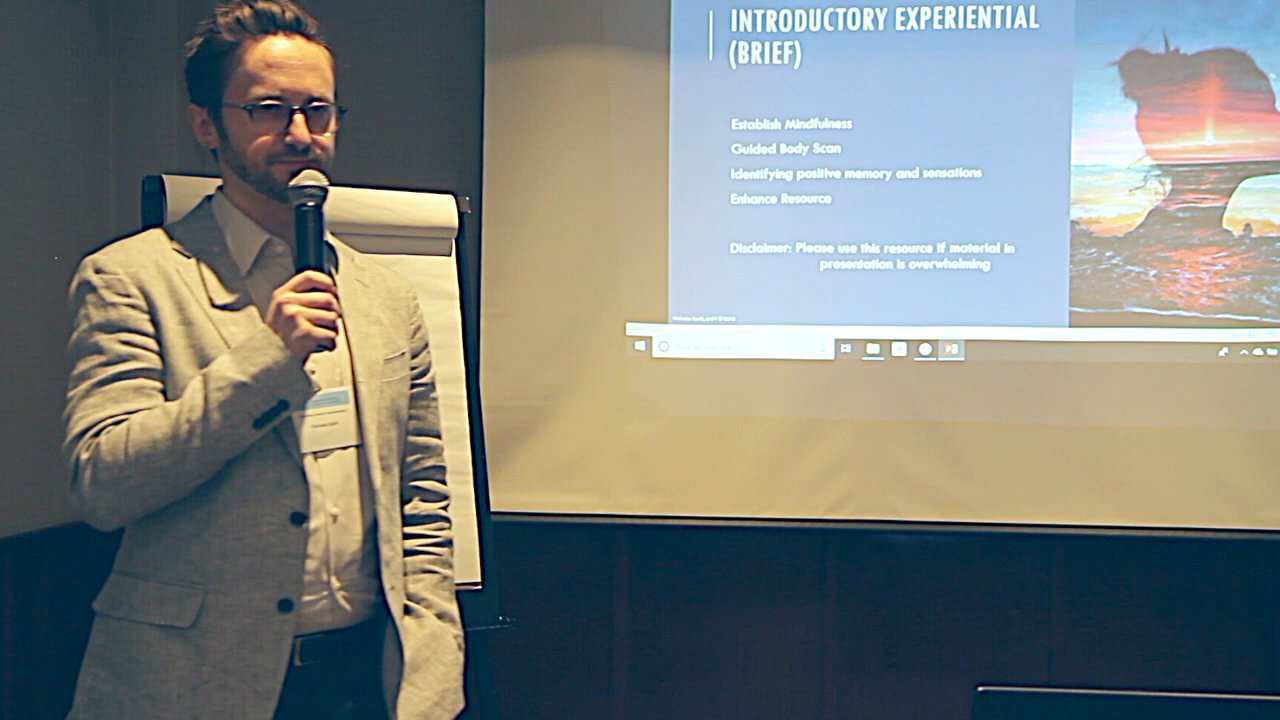 INTRODUCTORY EXPERIENTIAL
(BRIEF)
Establish Mindfulness
Guided Body Scan
Identifying positive memory and sensations
Enhance Resource
Disclaimer: Please use this resource if material in
presentation is overwhelming